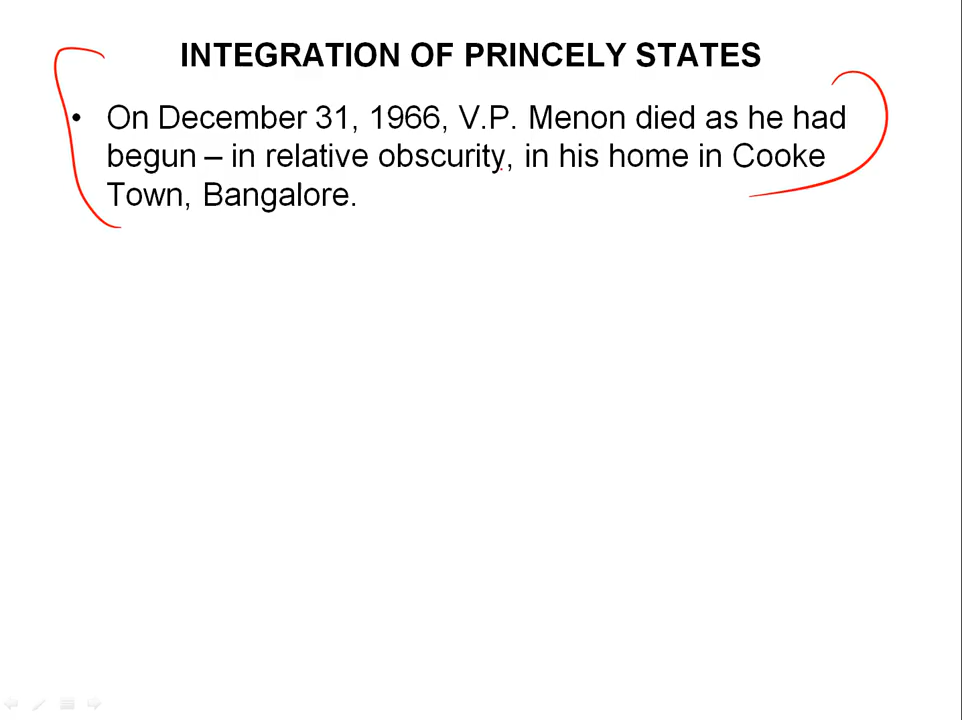 INTEGRATION OF PRINCELY STATES
• On December 31, 1966, V.P. Menon died as he had
begun – in relative obscurity, in his home in Cooke
Town, Bangalore.